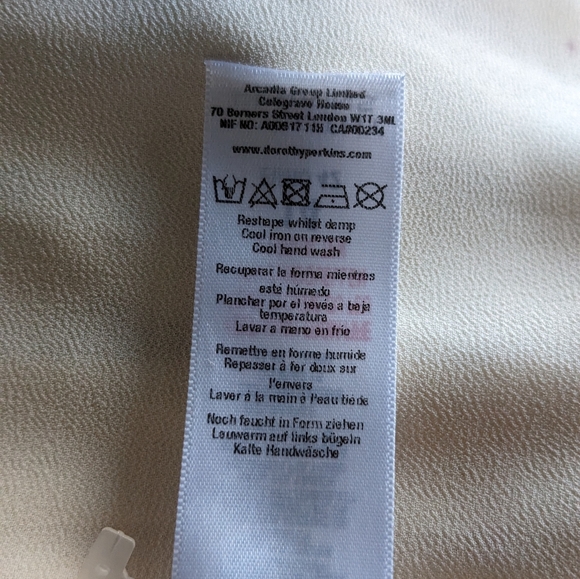 Arcadia Group Limited
Colegrave House
70 Berners Street London W1T 3NL
NIF NO: A0081711H CA#00234
www.dorothyperkins.com
Reshape whilst damp
Cool iron on reverse
Cool hand wash
Recuperar la forma mientras
esté húmedo
Planchar por el revés a baja
temperatura
Lavar a mano en frío
Remettre en forme humide
Repasser à fer doux sur
l'envers
Laver à la main à l'eau tiède
Noch feucht in Form ziehen
Lauwarm auf links bügeln
Kalte Handwäsche